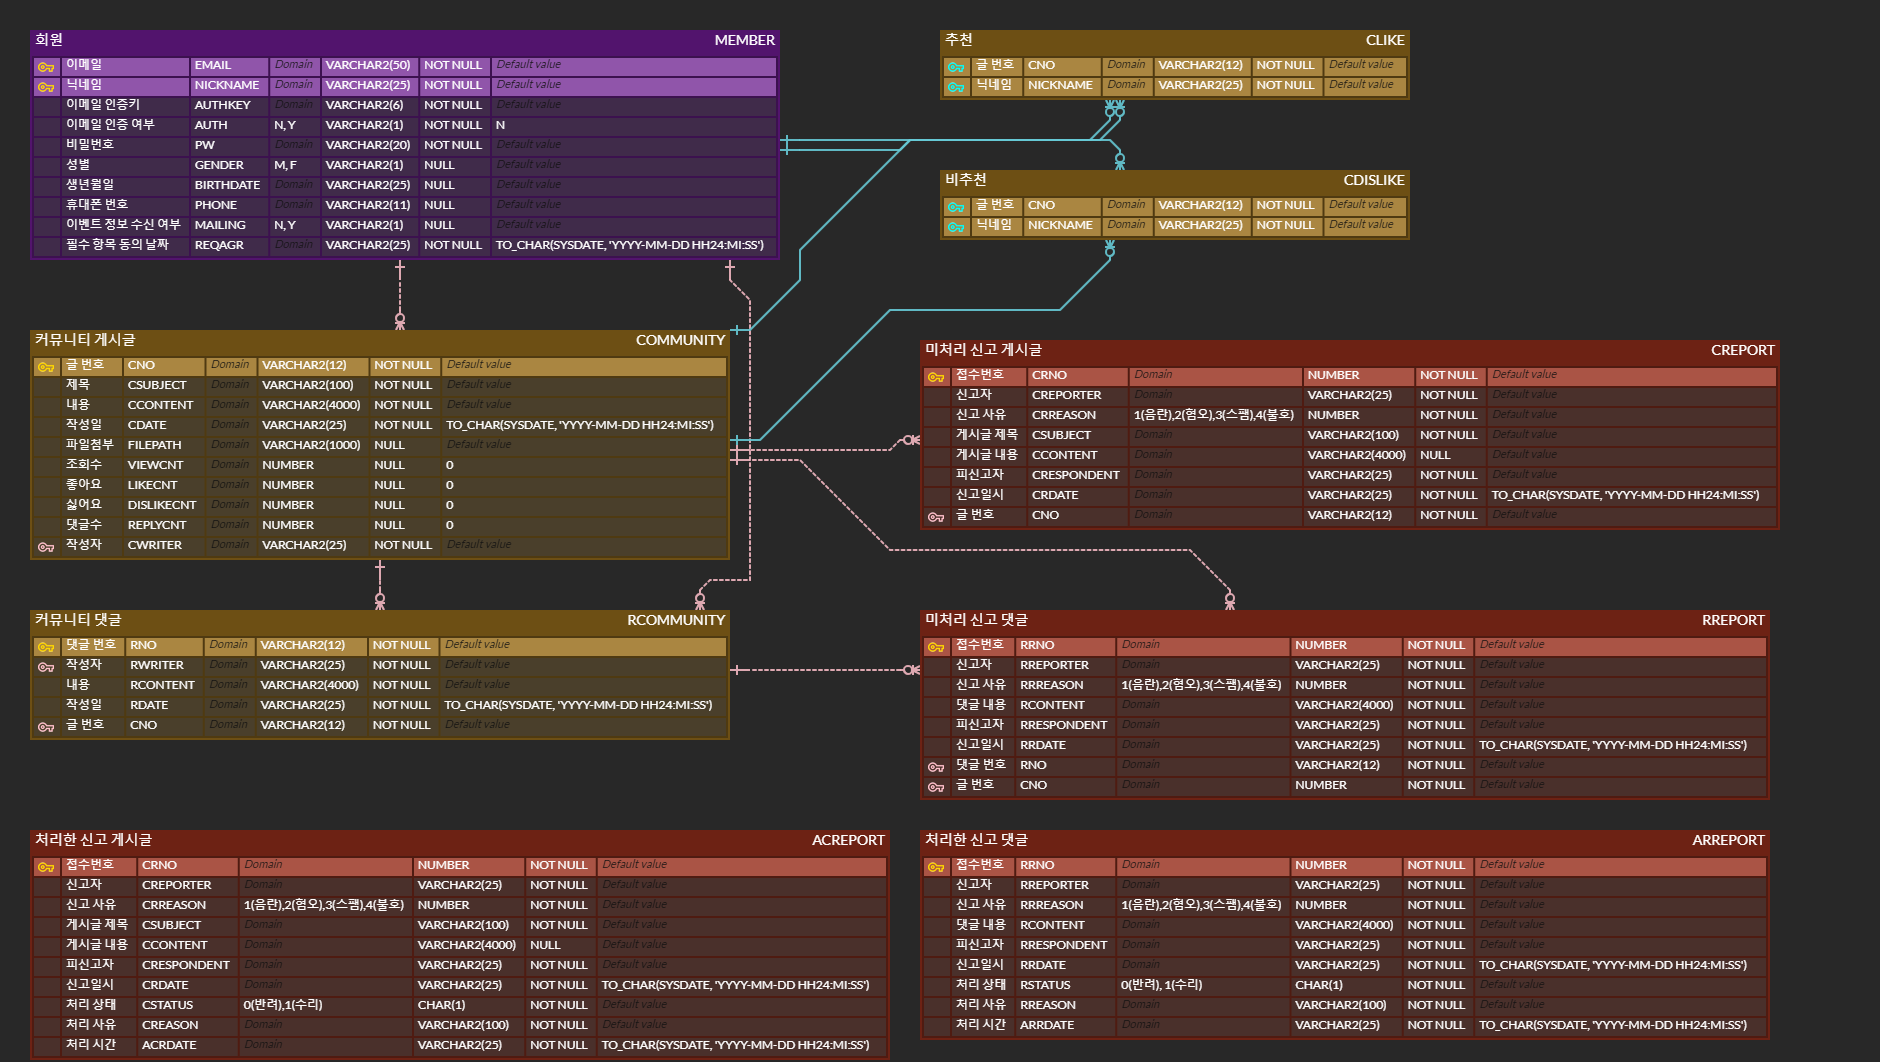 회원 MEMBER
이메일 EMAIL Domain VARCHAR2(50) NOT NULL Default value
닉네임 NICKNAME Domain VARCHAR2(25) NOT NULL Default value
이메일 인증키 AUTHKEY Domain VARCHAR2(6) NOT NULL Default value
이메일 인증 여부 AUTH N, Y VARCHAR2(1) NOT NULL N
비밀번호 PW Domain VARCHAR2(20) NOT NULL Default value
성별 GENDER M, F VARCHAR2(1) NULL Default value
생년월일 BIRTHDATE Domain VARCHAR2(25) NULL Default value
휴대폰 번호 PHONE Domain VARCHAR2(11) NULL Default value
이벤트 정보 수신 여부 MAILING N, Y VARCHAR2(1) NULL Default value
필수 항목 동의 날짜 REQAGR Domain VARCHAR2(25) NOT NULL TO_CHAR(SYSDATE, 'YYYY-MM-DD HH24:MI:SS')
추천 CLIKE
글 번호 CNO Domain VARCHAR2(12) NOT NULL Default value
닉네임 NICKNAME Domain VARCHAR2(25) NOT NULL Default value
비추천 CDISLIKE
글 번호 CNO Domain VARCHAR2(12) NOT NULL Default value
닉네임 NICKNAME Domain VARCHAR2(25) NOT NULL Default value
커뮤니티 게시글 COMMUNITY
글 번호 CNO Domain VARCHAR2(12) NOT NULL Default value
제목 CSUBJECT Domain VARCHAR2(100) NOT NULL Default value
내용 CCONTENT Domain VARCHAR2(4000) NOT NULL Default value
작성일 CDATE Domain VARCHAR2(25) NOT NULL TO_CHAR(SYSDATE, 'YYYY-MM-DD HH24:MI:SS')
파일첨부 FILEPATH Domain VARCHAR2(1000) NULL Default value
조회수 VIEWCNT Domain NUMBER NULL 0
좋아요 LIKECNT Domain NUMBER NULL 0
싫어요 DISLIKECNT Domain NUMBER NULL 0
댓글수 REPLYCNT Domain NUMBER NULL 0
작성자 CWRITER Domain VARCHAR2(25) NOT NULL Default value
미처리 신고 게시글 CREPORT
접수번호 CRNO Domain NUMBER NOT NULL Default value
신고자 CREPORTER Domain VARCHAR2(25) NOT NULL Default value
신고 사유 CRREASON 1(음란),2(혐오),3(스팸),4(불호) NUMBER NOT NULL Default value
게시글 제목 CSUBJECT Domain VARCHAR2(100) NOT NULL Default value
게시글 내용 CCONTENT Domain VARCHAR2(4000) NULL Default value
피신고자 CRESPONDENT Domain VARCHAR2(25) NOT NULL Default value
신고일시 CRDATE Domain VARCHAR2(25) NOT NULL TO_CHAR(SYSDATE, 'YYYY-MM-DD HH24:MI:SS')
글 번호 CNO Domain VARCHAR2(12) NOT NULL Default value
커뮤니티 댓글 RCOMMUNITY
댓글 번호 RNO Domain VARCHAR2(12) NOT NULL Default value
작성자 RWRITER Domain VARCHAR2(25) NOT NULL Default value
내용 RCONTENT Domain VARCHAR2(4000) NOT NULL Default value
작성일 RDATE Domain VARCHAR2(25) NOT NULL TO_CHAR(SYSDATE, 'YYYY-MM-DD HH24:MI:SS')
글 번호 CNO Domain VARCHAR2(12) NOT NULL Default value
미처리 신고 댓글 RREPORT
접수번호 RRNO Domain NUMBER NOT NULL Default value
신고자 RREPORTER Domain VARCHAR2(25) NOT NULL Default value
신고 사유 RRREASON 1(음란),2(혐오),3(스팸),4(불호) NUMBER NOT NULL Default value
댓글 내용 RCONTENT Domain VARCHAR2(4000) NOT NULL Default value
피신고자 RRESPONDENT Domain VARCHAR2(25) NOT NULL Default value
신고일시 RRDATE Domain VARCHAR2(25) NOT NULL TO_CHAR(SYSDATE, 'YYYY-MM-DD HH24:MI:SS')
댓글 번호 RNO Domain VARCHAR2(12) NOT NULL Default value
글 번호 CNO Domain NUMBER NOT NULL Default value
처리한 신고 게시글 ACREPORT
접수번호 CRNO Domain NUMBER NOT NULL Default value
신고자 CREPORTER Domain VARCHAR2(25) NOT NULL Default value
신고 사유 CRREASON 1(음란),2(혐오),3(스팸),4(불호) NUMBER NOT NULL Default value
게시글 제목 CSUBJECT Domain VARCHAR2(100) NOT NULL Default value
게시글 내용 CCONTENT Domain VARCHAR2(4000) NULL Default value
피신고자 CRESPONDENT Domain VARCHAR2(25) NOT NULL Default value
신고일시 CRDATE Domain VARCHAR2(25) NOT NULL TO_CHAR(SYSDATE, 'YYYY-MM-DD HH24:MI:SS')
처리 상태 CSTATUS 0(반려),1(수리) CHAR(1) NOT NULL Default value
처리 사유 CREASON Domain VARCHAR2(100) NOT NULL Default value
처리 시간 ACRDATE Domain VARCHAR2(25) NOT NULL TO_CHAR(SYSDATE, 'YYYY-MM-DD HH24:MI:SS')
처리한 신고 댓글 ARREPORT
접수번호 RRNO Domain NUMBER NOT NULL Default value
신고자 RREPORTER Domain VARCHAR2(25) NOT NULL Default value
신고 사유 RRREASON 1(음란),2(혐오),3(스팸),4(불호) NUMBER NOT NULL Default value
댓글 내용 RCONTENT Domain VARCHAR2(4000) NOT NULL Default value
피신고자 RRESPONDENT Domain VARCHAR2(25) NOT NULL Default value
신고일시 RRDATE Domain VARCHAR2(25) NOT NULL TO_CHAR(SYSDATE, 'YYYY-MM-DD HH24:MI:SS')
처리 상태 RSTATUS 0(반려), 1(수리) CHAR(1) NOT NULL Default value
처리 사유 RREASON Domain VARCHAR2(100) NOT NULL Default value
처리 시간 ARRDATE Domain VARCHAR2(25) NOT NULL TO_CHAR(SYSDATE, 'YYYY-MM-DD HH24:MI:SS')